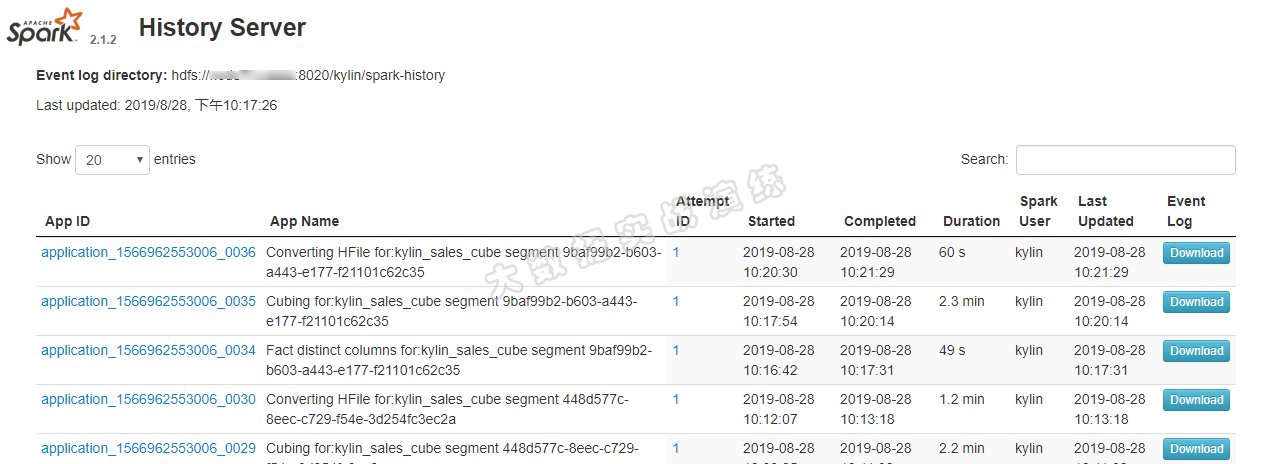 APACHE
Spark 2.1.2 History Server
Event log directory: hdfs:// :8020/kylin/spark-history
Last updated: 2019/8/28, 下午10:17:26
Show 20 entries Search:
App ID App Name Attempt ID Started Completed Duration Spark User Last Updated Event Log
application_1566962553006_0036 Converting HFile for:kylin_sales_cube segment 9baf99b2-b603- 1 2019-08-28 2019-08-28 60 s kylin 2019-08-28 Download
a443-e177-f21101c62c35 10:20:30 10:21:29 10:21:29
application_1566962553006_0035 Cubing for:kylin_sales_cube segment 9baf99b2-b603-a443- 1 2019-08-28 2019-08-28 2.3 min kylin 2019-08-28 Download
e177-f21101c62c35 10:17:54 10:20:14 10:20:14
application_1566962553006_0034 Fact distinct columns for:kylin_sales_cube segment 9baf99b2- 1 2019-08-28 2019-08-28 49 s kylin 2019-08-28 Download
b603-a443-e177-f21101c62c35 10:16:42 10:17:31 10:17:31
application_1566962553006_0030 Converting HFile for:kylin_sales_cube segment 448d577c- 1 2019-08-28 2019-08-28 1.2 min kylin 2019-08-28 Download
8eec-c729-f54e-3d254fc3ec2a 10:12:07 10:13:18 10:13:18
application_1566962553006_0029 Cubing for:kylin_sales_cube segment 448d577c-8eec-c729- 1 2019-08-28 2019-08-28 2.2 min kylin 2019-08-28 Download
大数据实战演练